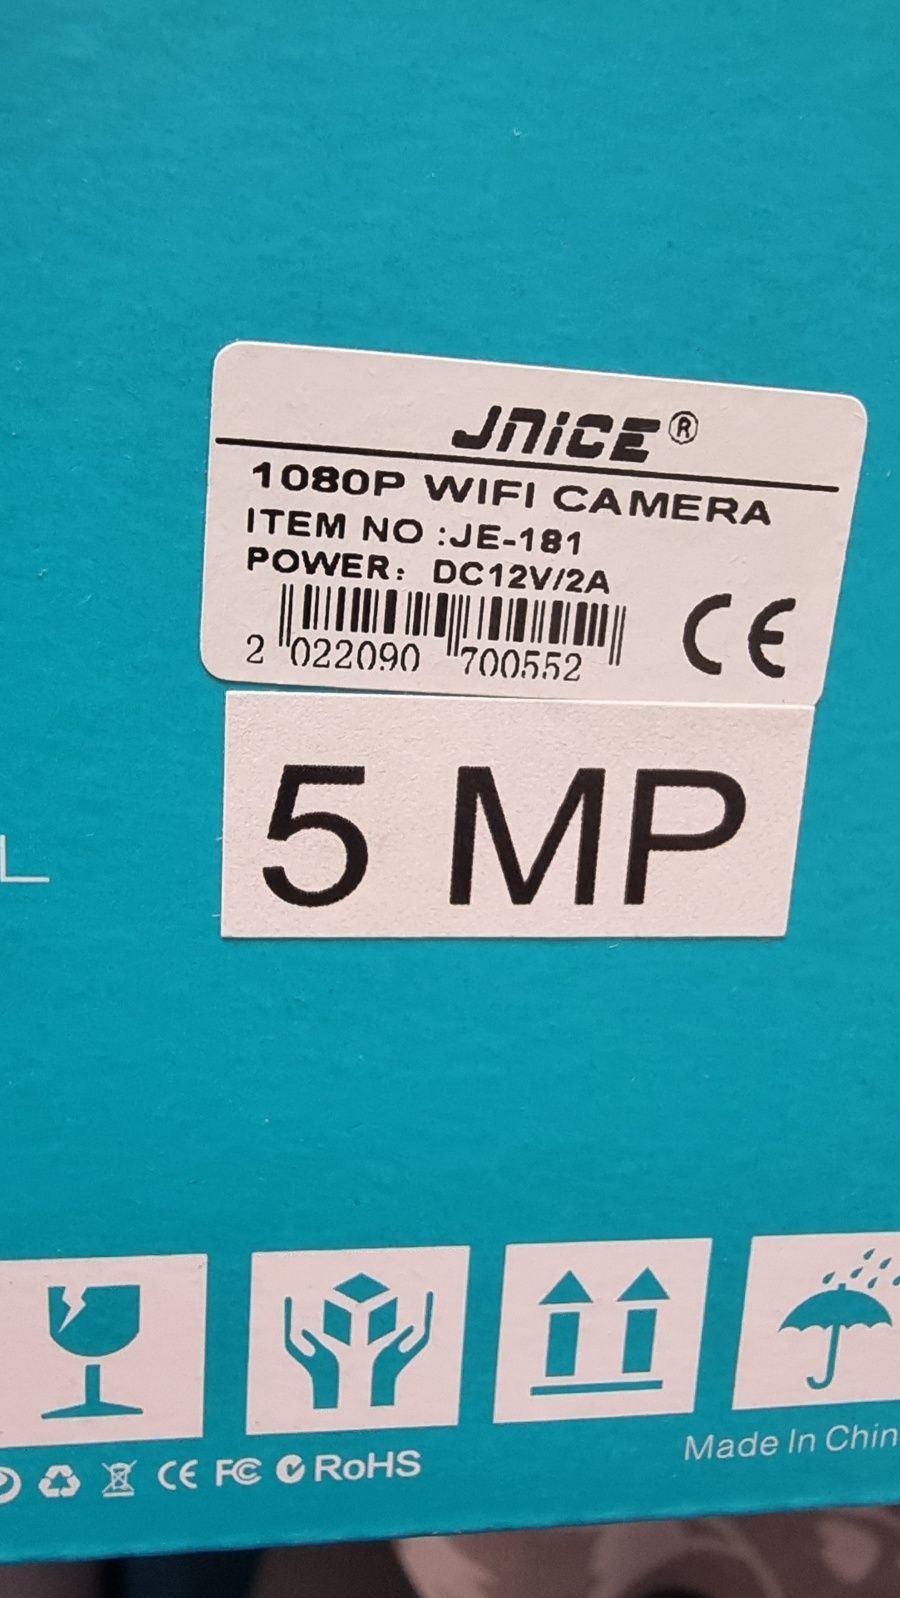 JNICE®
1080P WIFI CAMERA
ITEM NO :JE-181
POWER: DC12V/2A
2 022090 700552
CE
5 MP
L
CE FC RoHS
Made In Chin